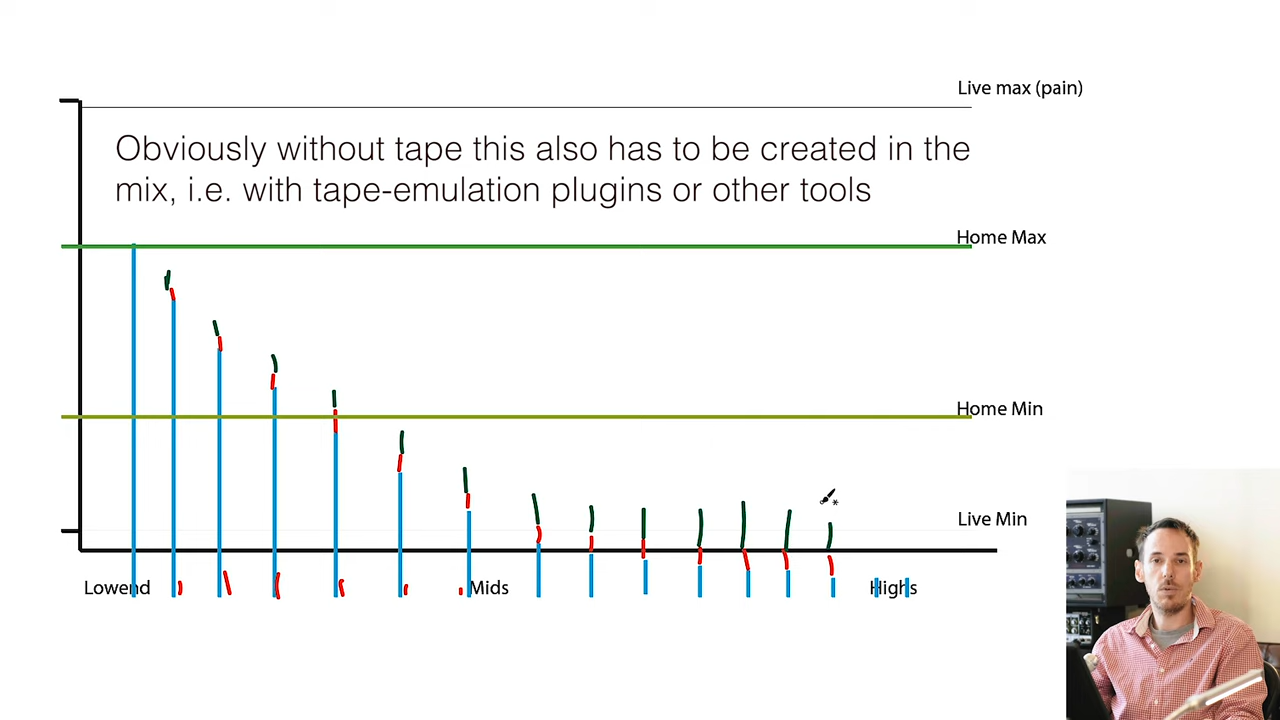 Live max (pain)
Obviously without tape this also has to be created in the
mix, i.e. with tape-emulation plugins or other tools
Home Max
Home Min
Live Min
Lowend
Mids
Highs